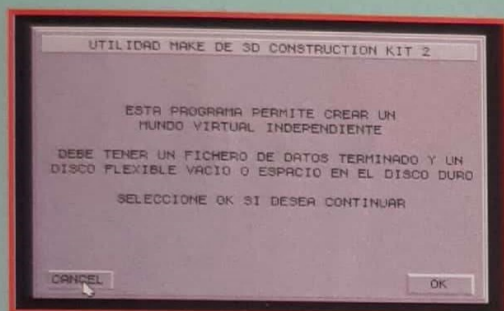 UTILIDAD MAKE DE 3D CONSTRUCTION KIT 2
ESTA PROGRAMA PERMITE CREAR UN
MUNDO VIRTUAL INDEPENDIENTE
DEBE TENER UN FICHERO DE DATOS TERMINADO Y UN
DISCO FLEXIBLE VACIO O ESPACIO EN EL DISCO DURO
SELECCIONE OK SI DESEA CONTINUAR
CANCEL
OK